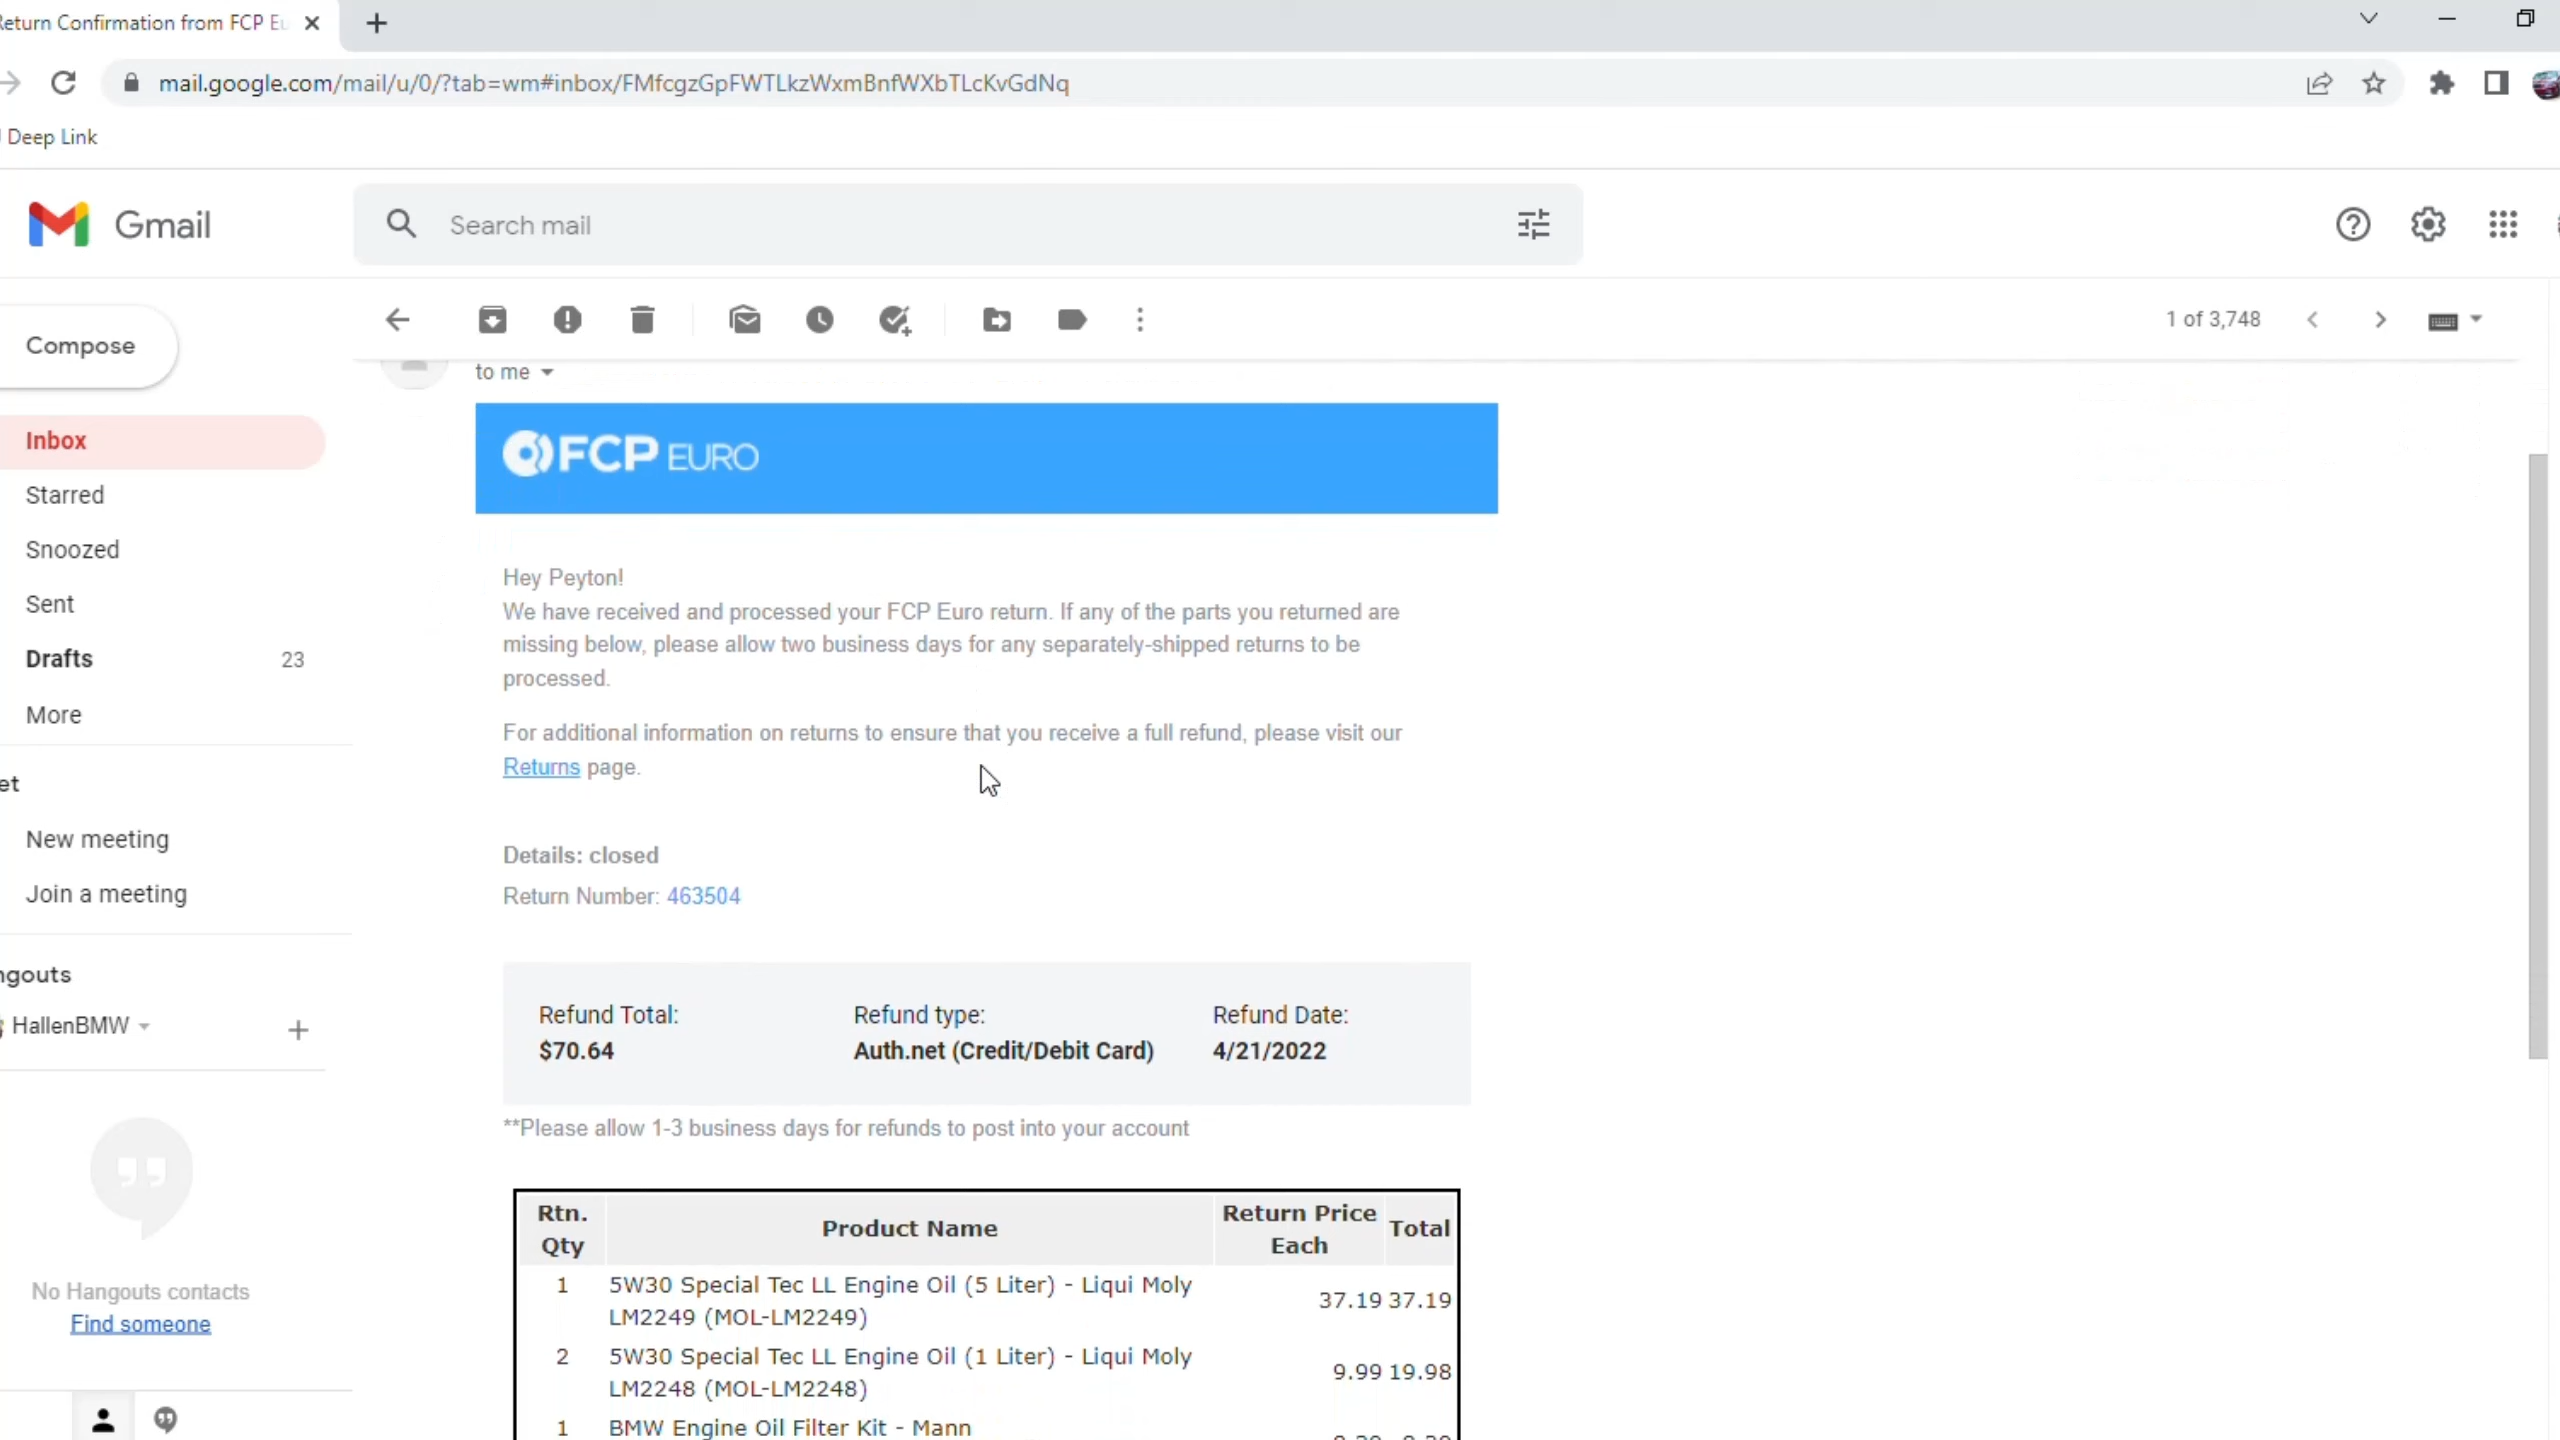 Return Confirmation from FCP Eu
mail.google.com/mail/u/0/?tab=wm#inbox/FMfcgzGpFWTLkzWxmBnfWXbTLcKvGdNq
Deep Link
Gmail
Search mail
Compose
1 of 3,748
to me
Inbox
Starred
Snoozed
Sent
Drafts 23
More
et
New meeting
Join a meeting
ngouts
HallenBMW
No Hangouts contacts
Find someone
FCP EURO
Hey Peyton!
We have received and processed your FCP Euro return. If any of the parts you returned are
missing below, please allow two business days for any separately-shipped returns to be
processed.
For additional information on returns to ensure that you receive a full refund, please visit our
Returns page.
Details: closed
Return Number: 463504
Refund Total: Refund type: Refund Date:
$70.64 Auth.net (Credit/Debit Card) 4/21/2022
**Please allow 1-3 business days for refunds to post into your account
Rtn. Qty Product Name Return Price Each Total
1 5W30 Special Tec LL Engine Oil (5 Liter) - Liqui Moly
LM2249 (MOL-LM2249) 37.19 37.19
2 5W30 Special Tec LL Engine Oil (1 Liter) - Liqui Moly
LM2248 (MOL-LM2248) 9.99 19.98
1 BMW Engine Oil Filter Kit - Mann